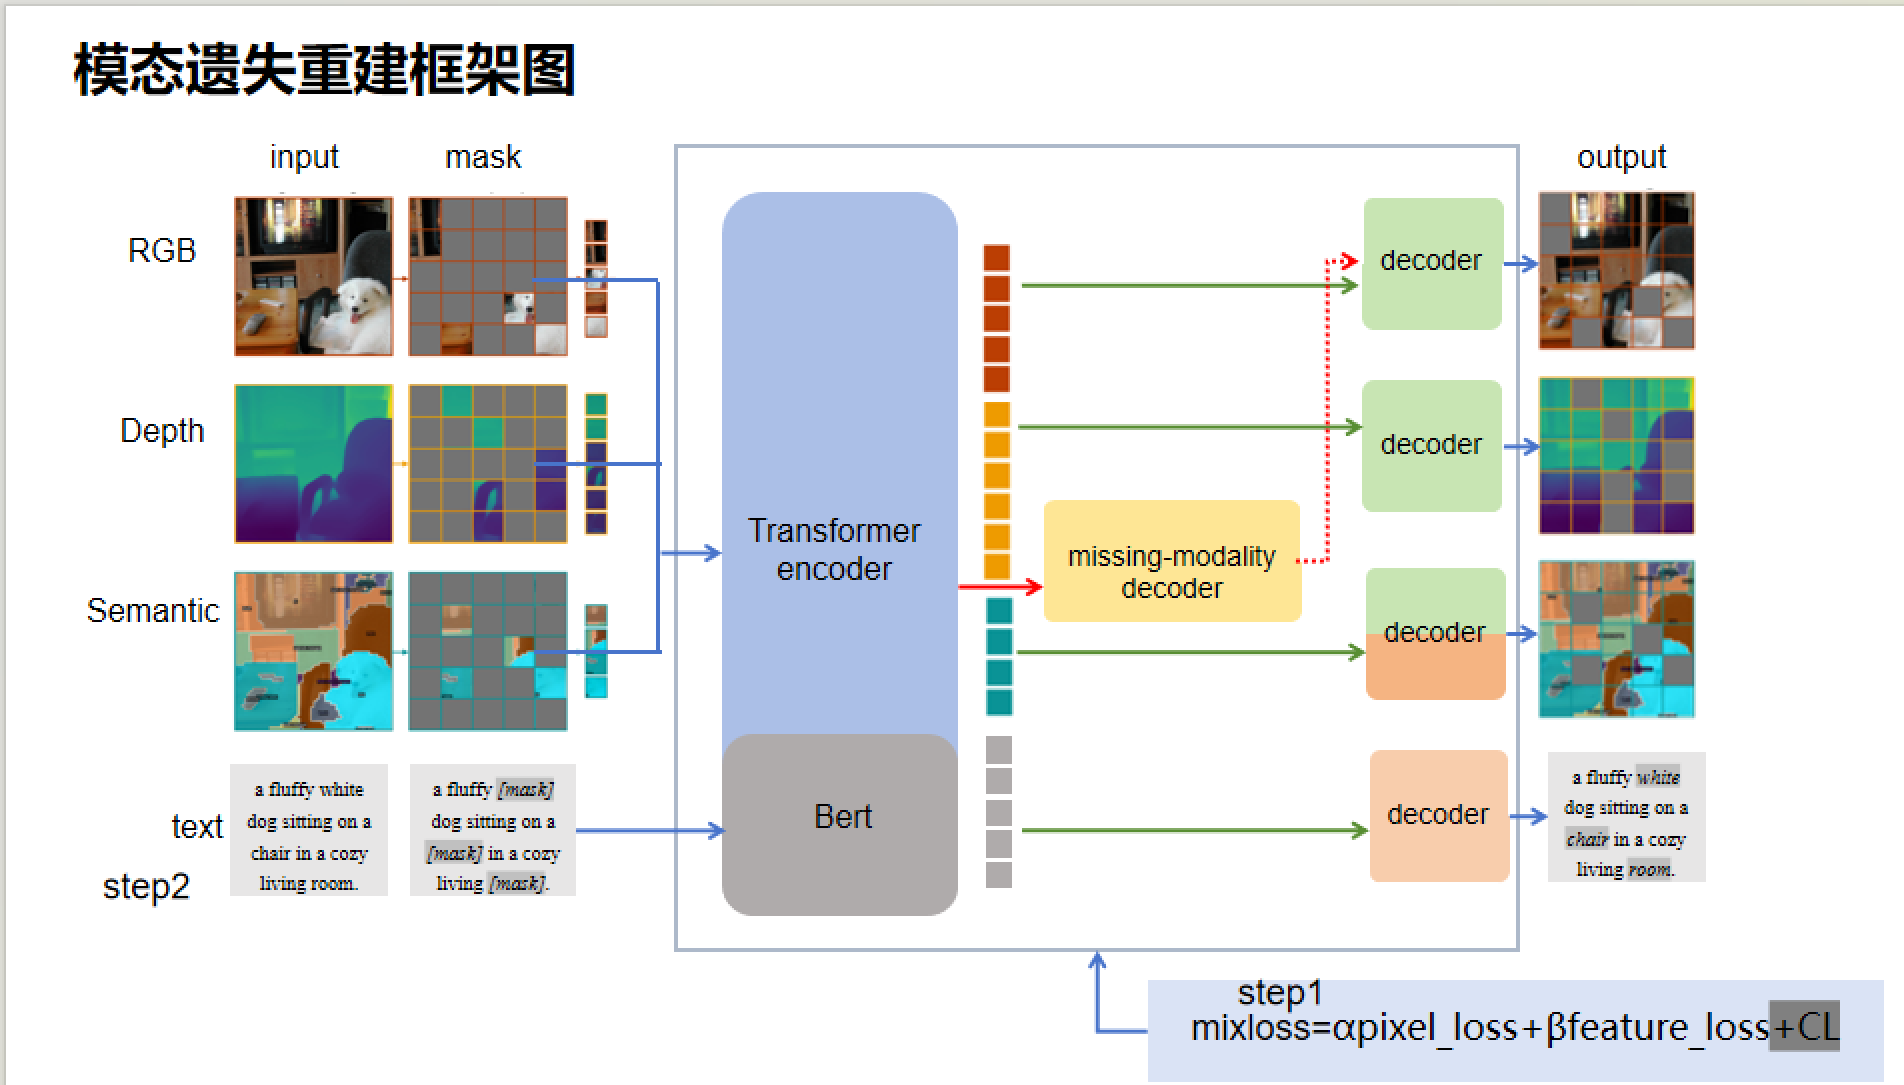 模态遗失重建框架图
input
mask
output
RGB
Depth
Semantic
text
step2
a fluffy white
dog sitting on a
chair in a cozy
living room.
a fluffy [mask]
dog sitting on a
[mask] in a cozy
living [mask].
Transformer
encoder
Bert
missing-modality
decoder
decoder
decoder
decoder
decoder
a fluffy white
dog sitting on a
chair in a cozy
living room.
step1
mixloss=αpixel_loss+βfeature_loss+CL